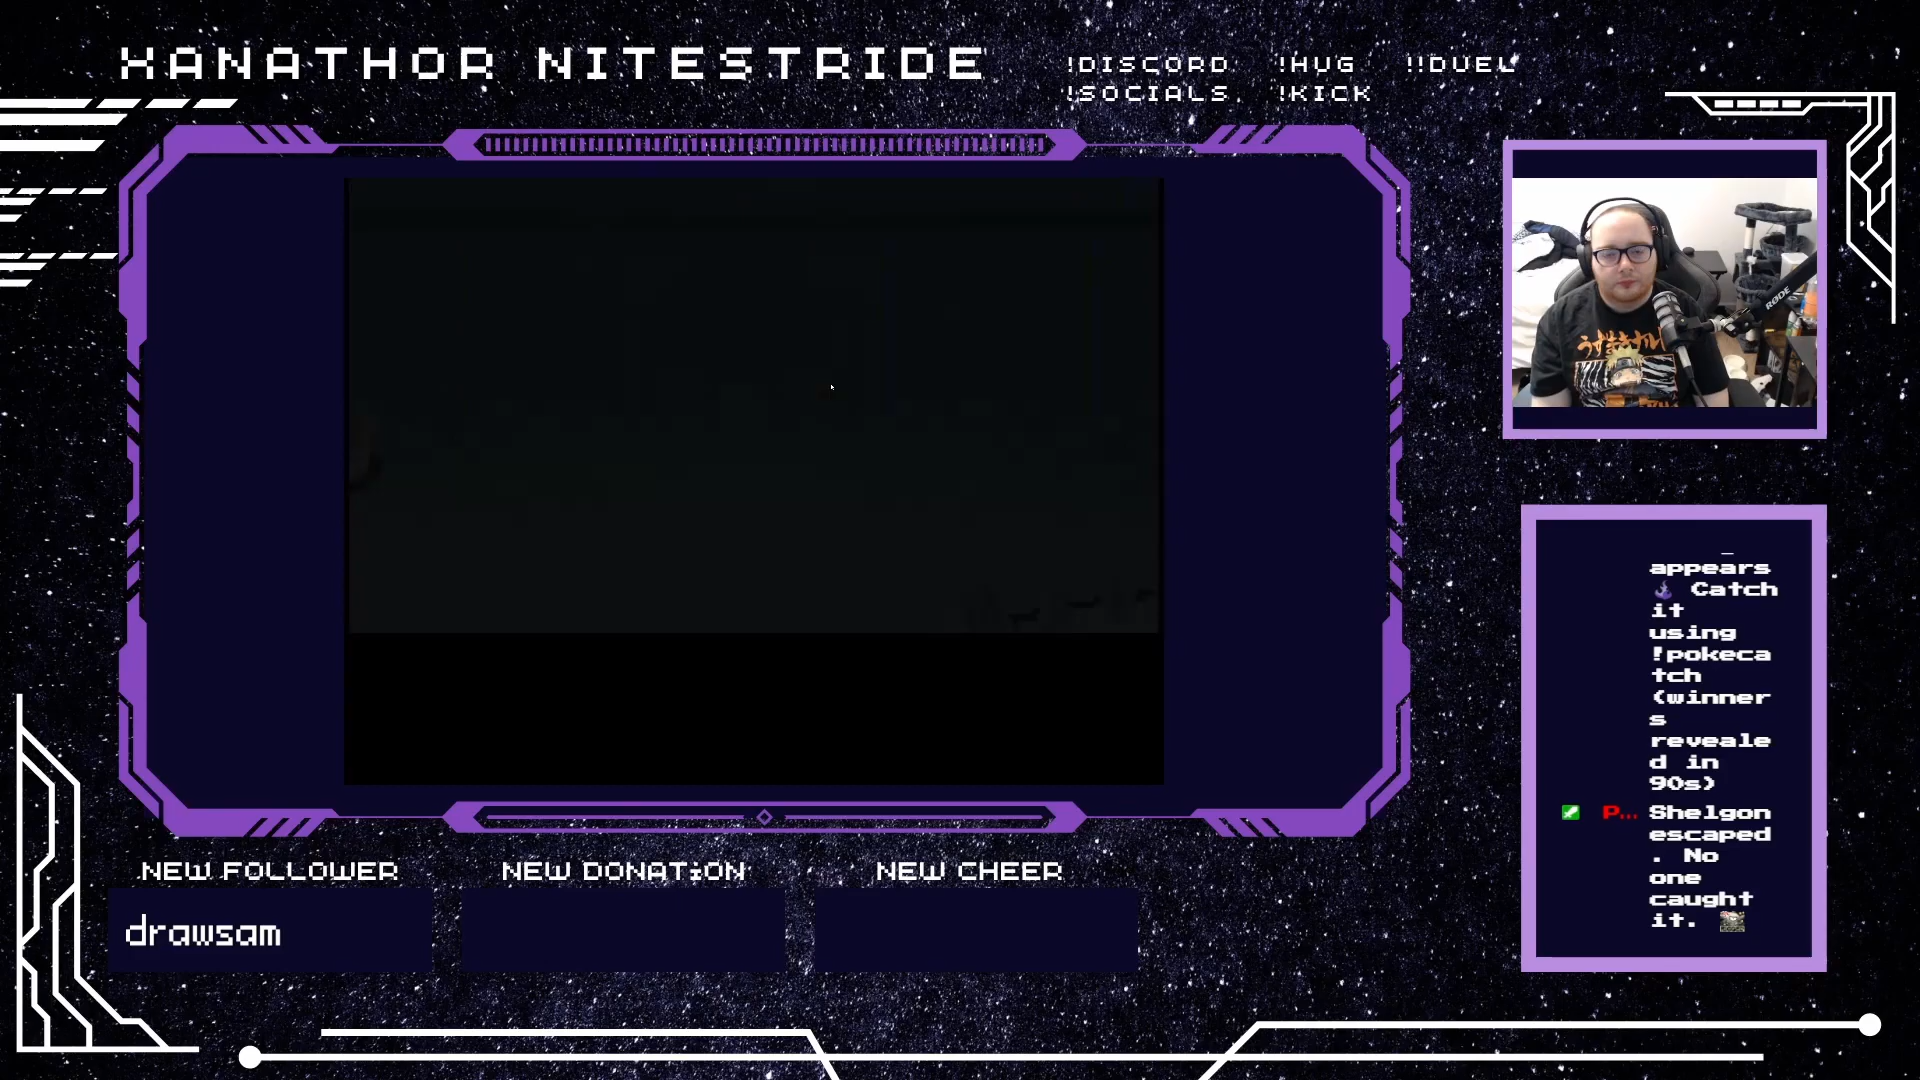 XANATHOR NITESTRIDE
!DISCORD !HUG !!DUEL
!SOCIALS !KICK
RØDE
appears
Catch
it
using
!pokeca
tch
(winner
s
reveale
d in
90s)
P... Shelgon
escaped
. No
one
caught
it.
NEW FOLLOWER
NEW DONATION
NEW CHEER
drawsam